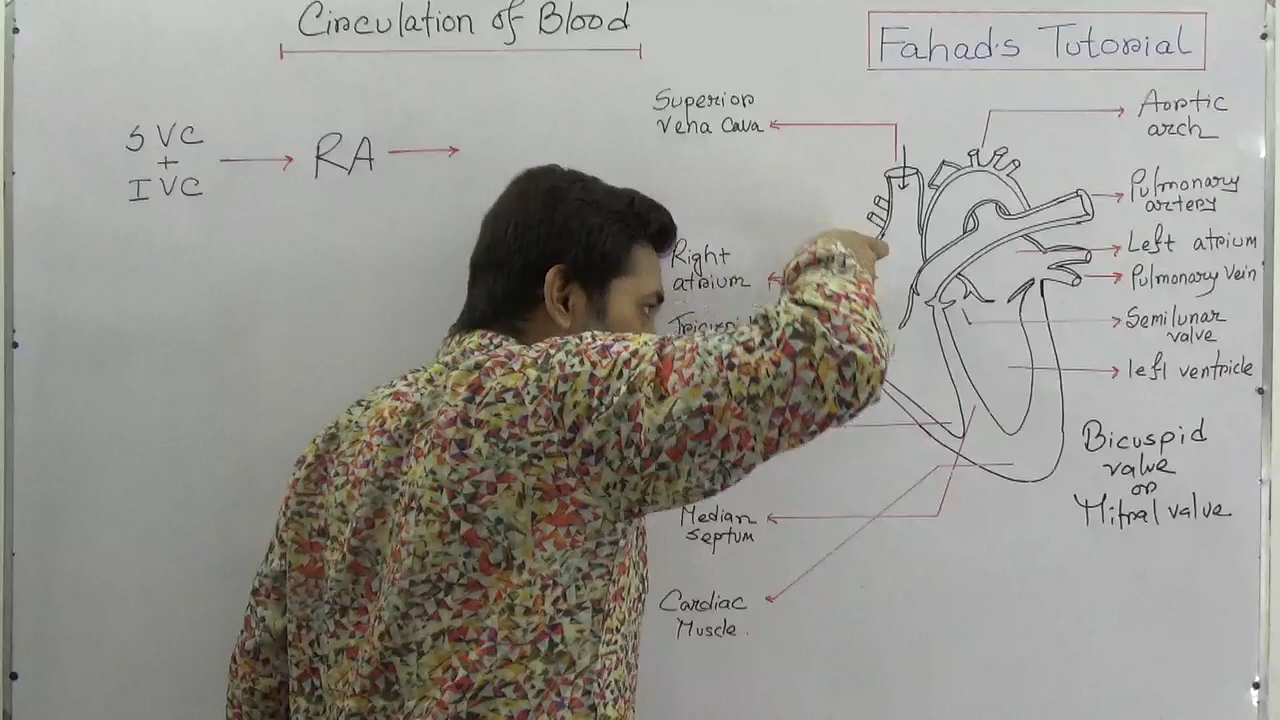 Circulation of Blood
Fahad's Tutorial
SVC
+
IVC
RA
Superior
Vena Cava
Right
atrium
Median
septum
Cardiac
Muscle.
Aortic
arch
Pulmonary
artery
Left atrium
Pulmonary Vein
Semilunar
valve
left ventricle
Bicuspid
valve
or
Mitral valve